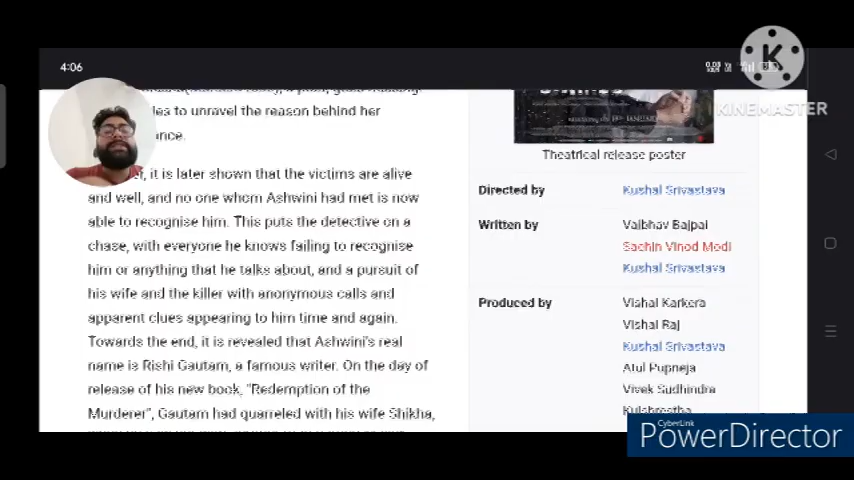 4:06
KINEMASTER
les to unravel the reason behind her
ance.
it is later shown that the victims are alive
and well, and no one whom Ashwini had met is now
able to recognise him. This puts the detective on a
chase, with everyone he knows failing to recognise
him or anything that he talks about, and a pursuit of
his wife and the killer with anonymous calls and
apparent clues appearing to him time and again.
Towards the end, it is revealed that Ashwini's real
name is Rishi Gautam, a famous writer. On the day of
release of his new book, "Redemption of the
Murderer", Gautam had quarreled with his wife Shikha,
Theatrical release poster
Directed by Kushal Srivastava
Written by Vaibhav Bajpai
Sachin Vinod Modi
Kushal Srivastava
Produced by Vishal Karkera
Vishal Raj
Kushal Srivastava
Atul Pupneja
Vivek Sudhindra
Kulshrestha
CyberLink
PowerDirector